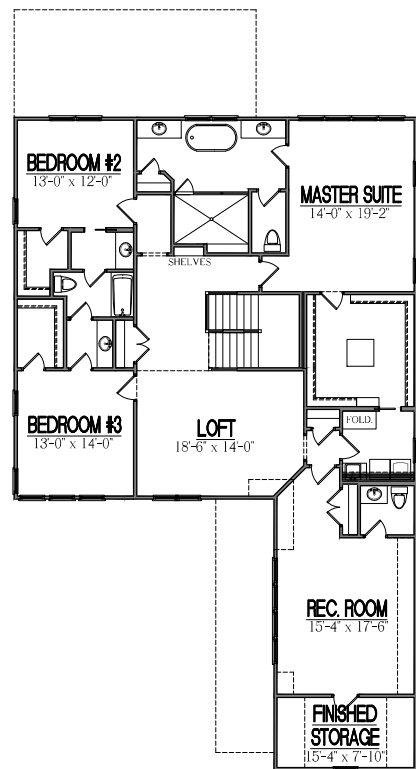 BEDROOM #2
13'-0" x 12'-0"
MASTER SUITE
14'-0" x 19'-2"
SHELVES
BEDROOM #3
13'-0" x 14'-0"
LOFT
18'-6" x 14'-0"
FOLD.
REC. ROOM
15'-4" x 17'-6"
FINISHED
STORAGE
15'-4" x 7'-10"